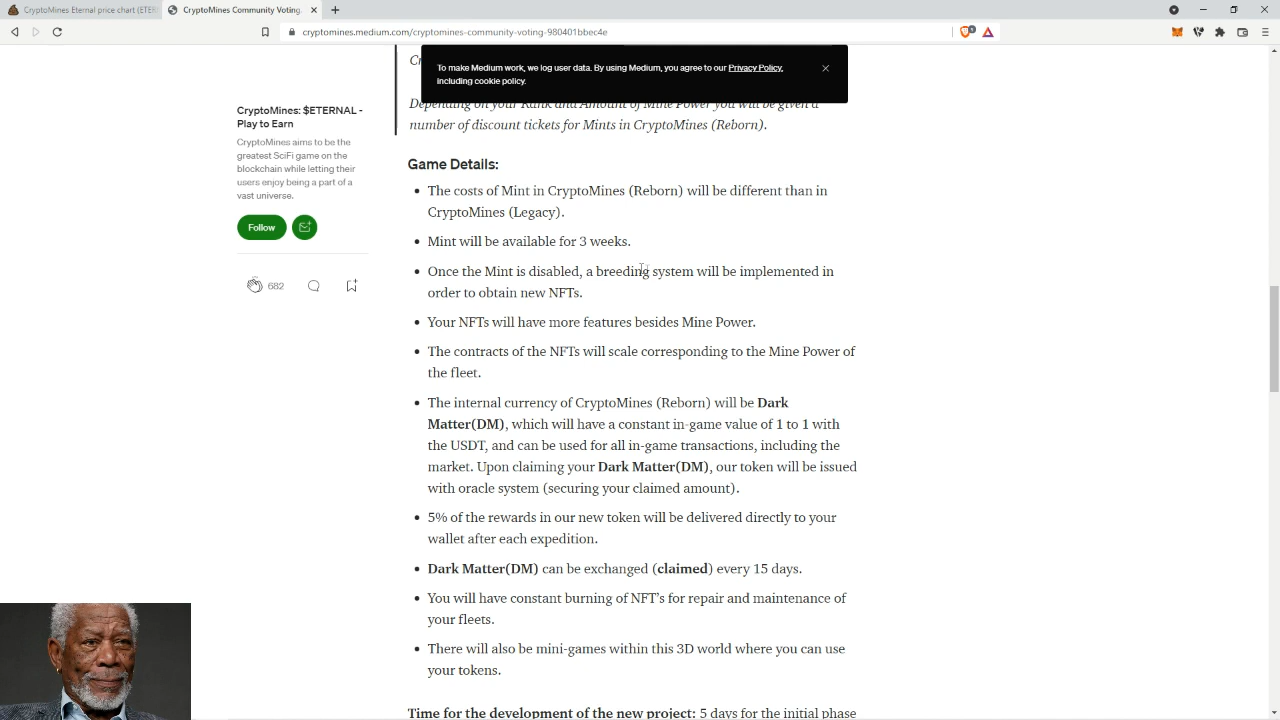 CryptoMines Eternal price chart (ETER
CryptoMines Community Voting.
cryptomines.medium.com/cryptomines-community-voting-980401bbec4e
To make Medium work, we log user data. By using Medium, you agree to our Privacy Policy,
including cookie policy.
Depending on your Rank and Amount of Mine Power you will be given a
number of discount tickets for Mints in CryptoMines (Reborn).
CryptoMines: $ETERNAL -
Play to Earn
CryptoMines aims to be the
greatest SciFi game on the
blockchain while letting their
users enjoy being a part of a
vast universe.
Follow
682
Game Details:
• The costs of Mint in CryptoMines (Reborn) will be different than in
CryptoMines (Legacy).
• Mint will be available for 3 weeks.
• Once the Mint is disabled, a breeding system will be implemented in
order to obtain new NFTs.
• Your NFTs will have more features besides Mine Power.
• The contracts of the NFTs will scale corresponding to the Mine Power of
the fleet.
• The internal currency of CryptoMines (Reborn) will be Dark
Matter(DM), which will have a constant in-game value of 1 to 1 with
the USDT, and can be used for all in-game transactions, including the
market. Upon claiming your Dark Matter(DM), our token will be issued
with oracle system (securing your claimed amount).
• 5% of the rewards in our new token will be delivered directly to your
wallet after each expedition.
• Dark Matter(DM) can be exchanged (claimed) every 15 days.
• You will have constant burning of NFT's for repair and maintenance of
your fleets.
• There will also be mini-games within this 3D world where you can use
your tokens.
Time for the development of the new project: 5 days for the initial phase